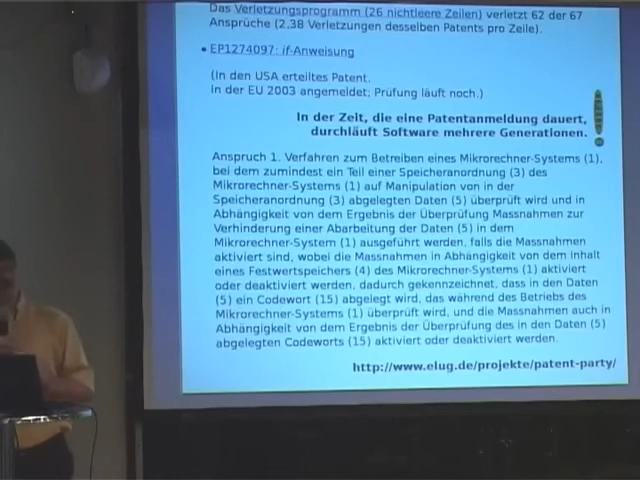 Das Verletzungsprogramm (26 nichtleere Zeilen) verletzt 62 der 67
Ansprüche (2,38 Verletzungen desselben Patents pro Zeile).
• EP1274097: if-Anweisung
(In den USA erteiltes Patent.
In der EU 2003 angemeldet; Prüfung läuft noch.)
In der Zeit, die eine Patentanmeldung dauert,
durchläuft Software mehrere Generationen.
!
Anspruch 1. Verfahren zum Betreiben eines Mikrorechner-Systems (1),
bei dem zumindest ein Teil einer Speicheranordnung (3) des
Mikrorechner-Systems (1) auf Manipulation von in der
Speicheranordnung (3) abgelegten Daten (5) überprüft wird und in
Abhängigkeit von dem Ergebnis der Überprüfung Massnahmen zur
Verhinderung einer Abarbeitung der Daten (5) in dem
Mikrorechner-System (1) ausgeführt werden, falls die Massnahmen
aktiviert sind, wobei die Massnahmen in Abhängigkeit von dem Inhalt
eines Festwertspeichers (4) des Mikrorechner-Systems (1) aktiviert
oder deaktiviert werden, dadurch gekennzeichnet, dass in den Daten
(5) ein Codewort (15) abgelegt wird, das während des Betriebs des
Mikrorechner-Systems (1) überprüft wird, und die Massnahmen auch in
Abhängigkeit von dem Ergebnis der Überprüfung des in den Daten (5)
abgelegten Codeworts (15) aktiviert oder deaktiviert werden.
http://www.elug.de/projekte/patent-party/